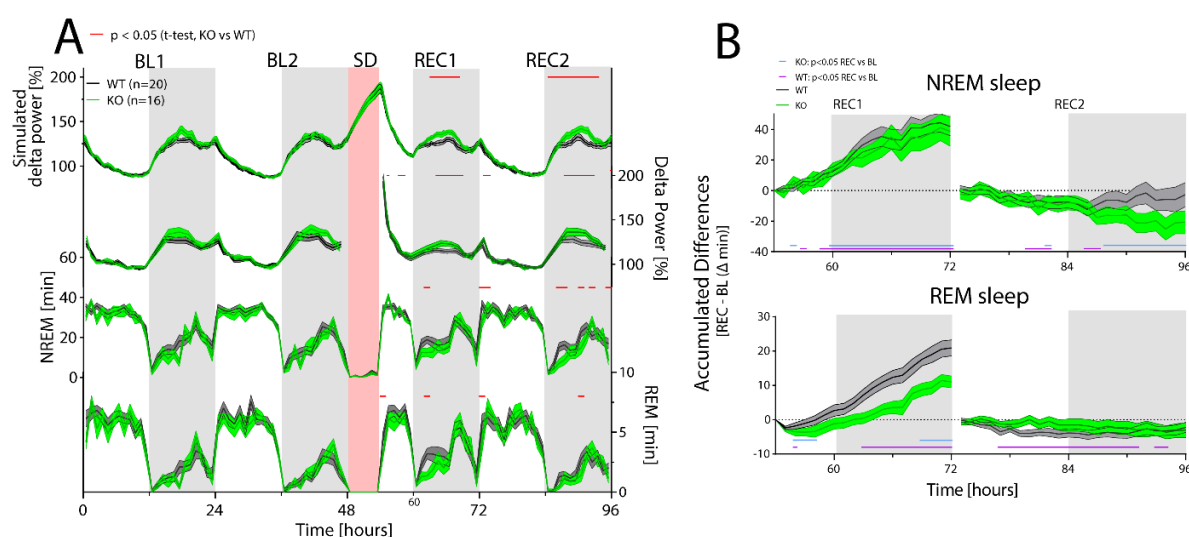 A
p < 0.05 (t-test, KO vs WT)
BL1
BL2
SD
REC1
REC2
WT (n=20)
KO (n=16)
Simulated
delta power [%]
200
150
100
Delta Power
[%]
200
150
100
NREM [min]
60
40
20
0
REM [min]
10
5
0
0
24
48
60
72
96
Time [hours]
B
KO: p<0.05 REC vs BL
WT: p<0.05 REC vs BL
WT
KO
NREM sleep
REC1
REC2
40
20
0
-20
-40
60
72
84
96
REM sleep
30
20
10
0
-10
60
72
84
96
Accumulated Differences
[REC - BL (Δ min)]
Time [hours]